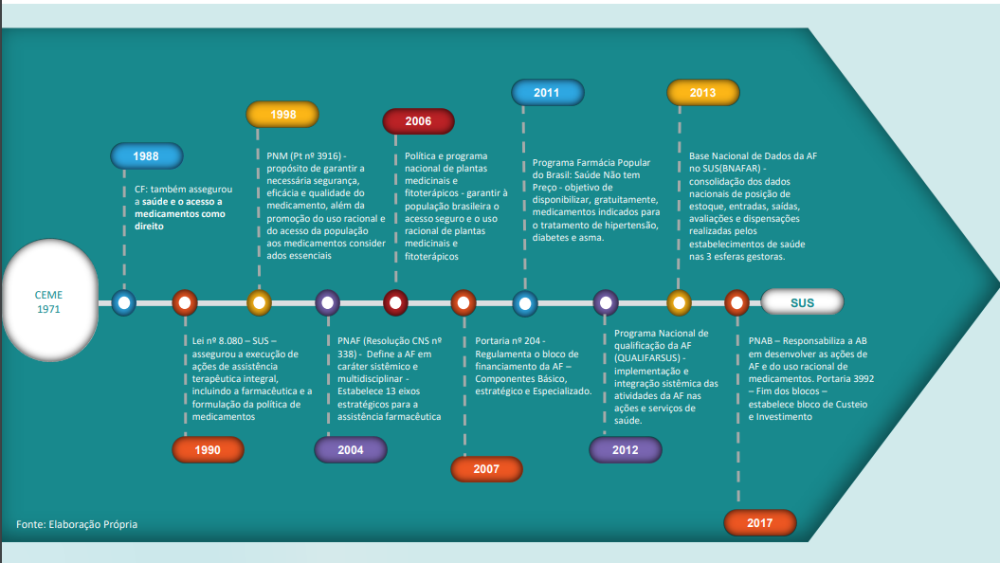 CEME
1971
1988
CF: também assegurou
a saúde e o acesso a
medicamentos como
direito
Lei nº 8.080 – SUS –
assegurou a execução de
ações de assistência
terapêutica integral,
incluindo a farmacêutica e a
formulação da política de
medicamentos
1990
1998
PNM (Pt nº 3916) -
propósito de garantir a
necessária segurança,
eficácia e qualidade do
medicamento, além da
promoção do uso racional e
do acesso da população
aos medicamentos consider
ados essenciais
PNAF (Resolução CNS nº
338) - Define a AF em
caráter sistêmico e
multidisciplinar -
Estabelece 13 eixos
estratégicos para a
assistência farmacêutica
2004
2006
Política e programa
nacional de plantas
medicinais e
fitoterápicos - garantir à
população brasileira o
acesso seguro e o uso
racional de plantas
medicinais e
fitoterápicos
Portaria nº 204 -
Regulamenta o bloco de
financiamento da AF –
Componentes Básico,
estratégico e Especializado.
2007
2011
Programa Farmácia Popular
do Brasil: Saúde Não tem
Preço - objetivo de
disponibilizar, gratuitamente,
medicamentos indicados para
o tratamento de hipertensão,
diabetes e asma.
Programa Nacional de
qualificação da AF
(QUALIFARSUS) -
implementação e
integração sistêmica das
atividades da AF nas
ações e serviços de
saúde.
2012
2013
Base Nacional de Dados da AF
no SUS(BNAFAR) -
consolidação dos dados
nacionais de posição de
estoque, entradas, saídas,
avaliações e dispensações
realizadas pelos
estabelecimentos de saúde
nas 3 esferas gestoras.
SUS
PNAB – Responsabiliza a AB
em desenvolver as ações de
AF e do uso racional de
medicamentos. Portaria 3992
– Fim dos blocos –
estabelece bloco de Custeio
e Investimento
2017
Fonte: Elaboração Própria